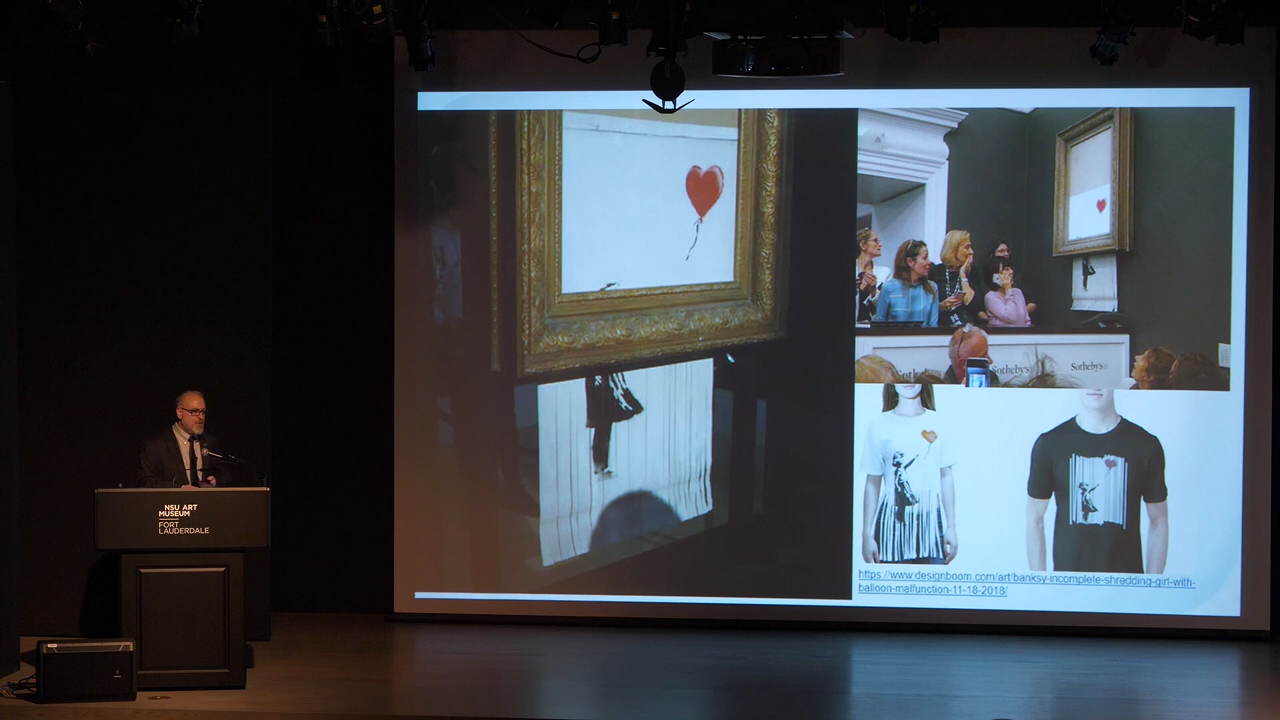 NSU ART
MUSEUM
FORT
LAUDERDALE
Sotheby's
Sotheby's
Sotheby's
https://www.designboom.com/art/banksy-incomplete-shredding-girl-with-
balloon-malfunction-11-18-2018/